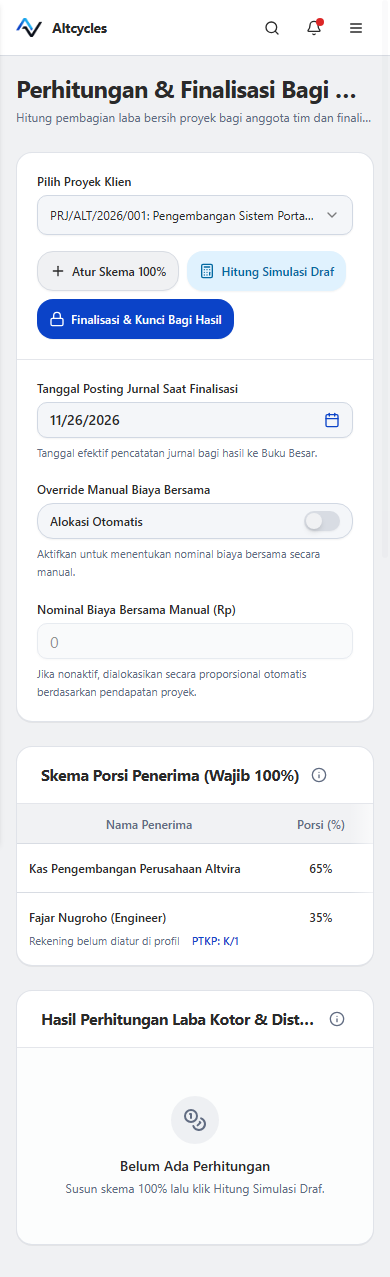 Altcycles
Perhitungan & Finalisasi Bagi ...
Hitung pembagian laba bersih proyek bagi anggota tim dan finali...
Pilih Proyek Klien
PRJ/ALT/2026/001: Pengembangan Sistem Porta...
Atur Skema 100%
Hitung Simulasi Draf
Finalisasi & Kunci Bagi Hasil
Tanggal Posting Jurnal Saat Finalisasi
11/26/2026
Tanggal efektif pencatatan jurnal bagi hasil ke Buku Besar.
Override Manual Biaya Bersama
Alokasi Otomatis
Aktifkan untuk menentukan nominal biaya bersama secara
manual.
Nominal Biaya Bersama Manual (Rp)
0
Jika nonaktif, dialokasikan secara proporsional otomatis
berdasarkan pendapatan proyek.
Skema Porsi Penerima (Wajib 100%)
Nama Penerima Porsi (%)
Kas Pengembangan Perusahaan Altvira 65%
Fajar Nugroho (Engineer) 35%
Rekening belum diatur di profil PTKP: K/1
Hasil Perhitungan Laba Kotor & Dist...
Belum Ada Perhitungan
Susun skema 100% lalu klik Hitung Simulasi Draf.